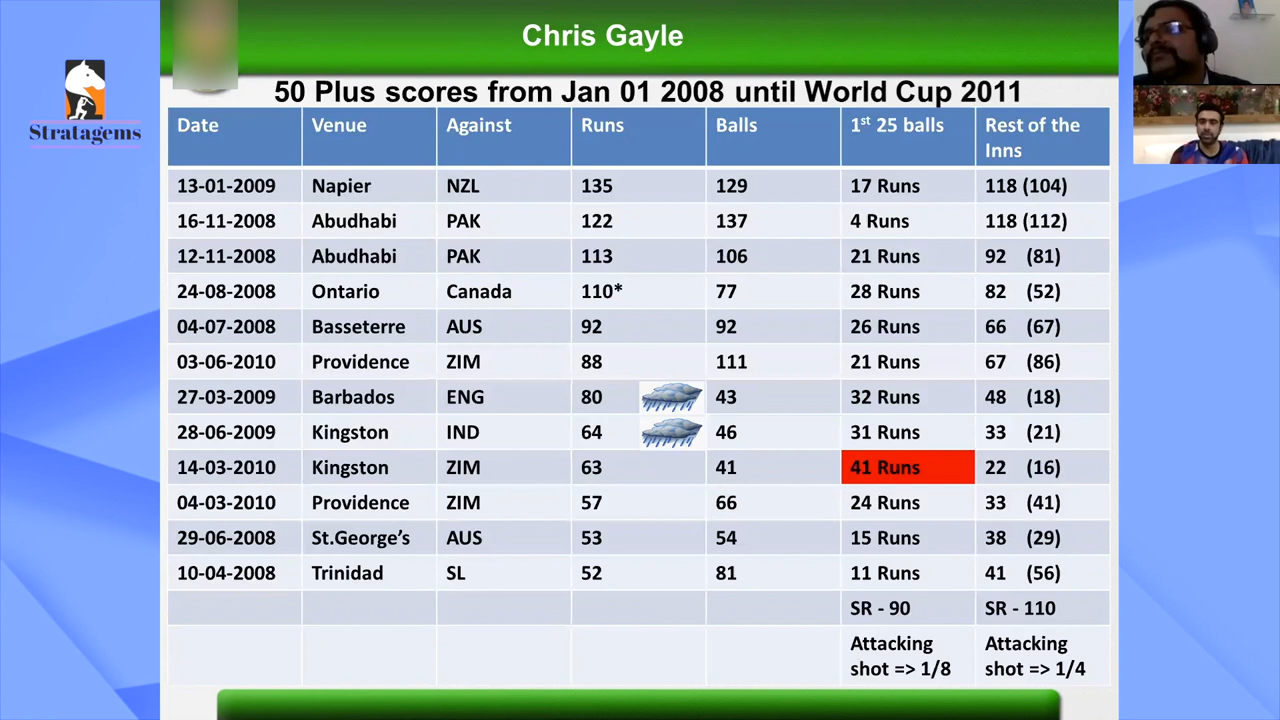 Chris Gayle
Stratagems
50 Plus scores from Jan 01 2008 until World Cup 2011
Date Venue Against Runs Balls 1st 25 balls Rest of the Inns
13-01-2009 Napier NZL 135 129 17 Runs 118 (104)
16-11-2008 Abudhabi PAK 122 137 4 Runs 118 (112)
12-11-2008 Abudhabi PAK 113 106 21 Runs 92 (81)
24-08-2008 Ontario Canada 110* 77 28 Runs 82 (52)
04-07-2008 Basseterre AUS 92 92 26 Runs 66 (67)
03-06-2010 Providence ZIM 88 111 21 Runs 67 (86)
27-03-2009 Barbados ENG 80 43 32 Runs 48 (18)
28-06-2009 Kingston IND 64 46 31 Runs 33 (21)
14-03-2010 Kingston ZIM 63 41 41 Runs 22 (16)
04-03-2010 Providence ZIM 57 66 24 Runs 33 (41)
29-06-2008 St.George’s AUS 53 54 15 Runs 38 (29)
10-04-2008 Trinidad SL 52 81 11 Runs 41 (56)
SR - 90 SR - 110
Attacking shot => 1/8 Attacking shot => 1/4